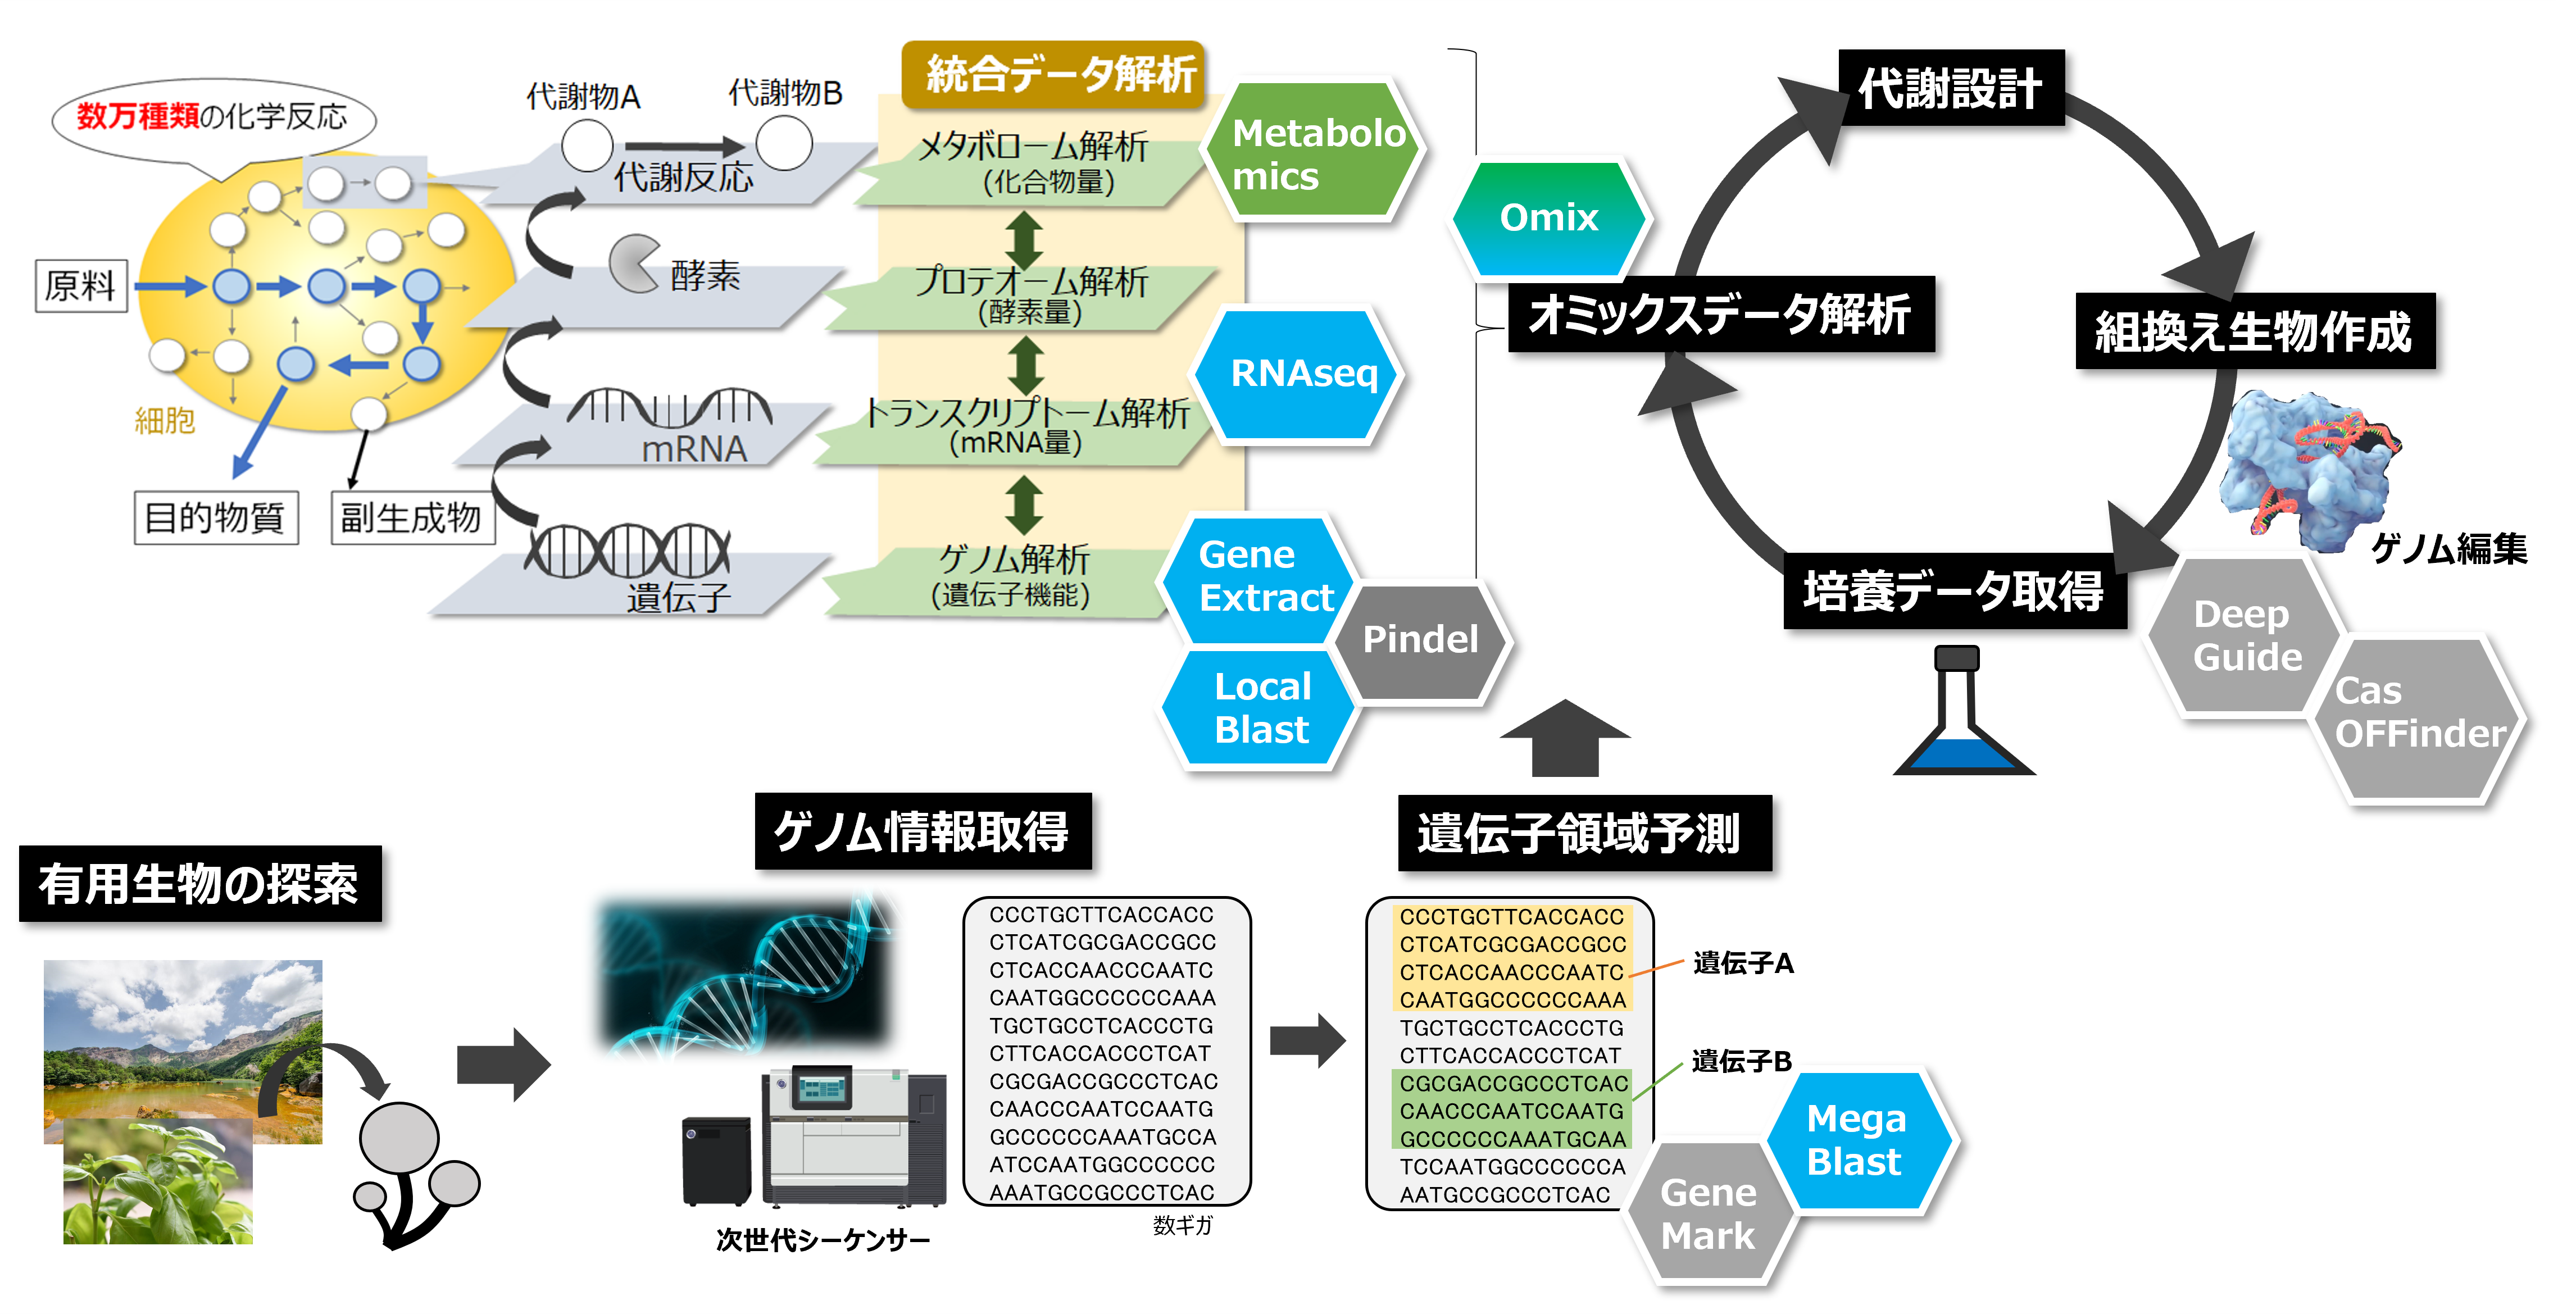 統合データ解析
数万種類の化学反応
代謝物A
代謝物B
代謝反応
メタボローム解析
(化合物量)
Metabolo
mics
原料
酵素
プロテオーム解析
(酵素量)
RNAseq
細胞
mRNA
トランスクリプトーム解析
(mRNA量)
目的物質
副生成物
遺伝子
ゲノム解析
(遺伝子機能)
Gene
Extract
Pindel
Local
Blast
Omix
代謝設計
オミックスデータ解析
組換え生物作成
培養データ取得
ゲノム編集
Deep
Guide
Cas
OFFinder
有用生物の探索
ゲノム情報取得
次世代シーケンサー
CCCTGCTTCACCACC
CTCATCGCGACCGCC
CTCACCAACCCAATC
CAATGGCCCCCCAAA
TGCTGCCTCACCCTG
CTTCACCACCCTCAT
CGCGACCGCCCTCAC
CAACCCAATCCAATG
GCCCCCCAAATGCCA
ATCCAATGGCCCCCC
AAATGCCGCCCTCAC
数ギガ
遺伝子領域予測
CCCTGCTTCACCACC
CTCATCGCGACCGCC
CTCACCAACCCAATC
CAATGGCCCCCCAAA
TGCTGCCTCACCCTG
CTTCACCACCCTCAT
CGCGACCGCCCTCAC
CAACCCAATCCAATG
GCCCCCCAAATGCAA
TCCAATGGCCCCCCA
AATGCCGCCCTCAC
遺伝子A
遺伝子B
Mega
Blast
Gene
Mark